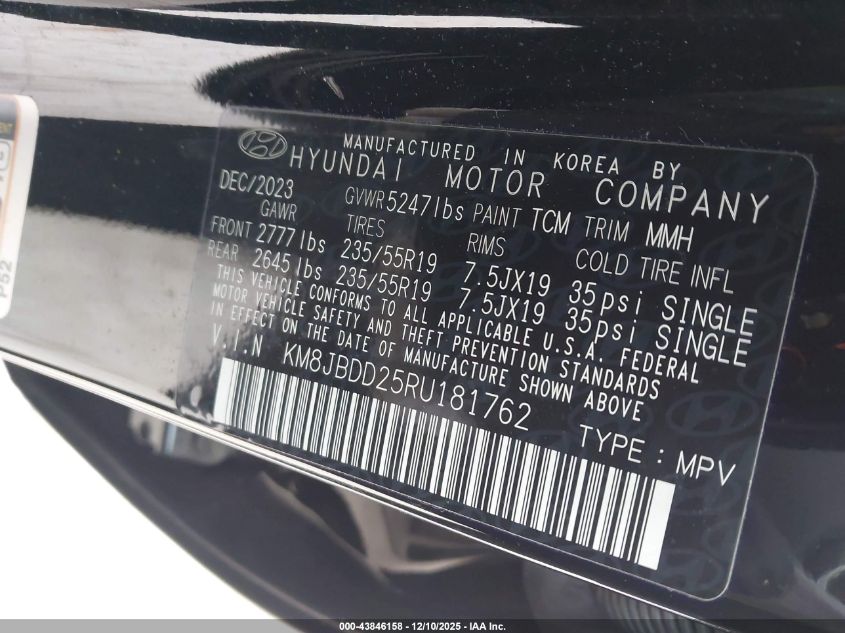 MANUFACTURED IN KOREA BY
HYUNDAI MOTOR COMPANY
DEC/2023 GVWR 5247lbs PAINT TCM TRIM MMH
GAWR TIRES RIMS COLD TIRE INFL
FRONT 2777lbs 235/55R19 7.5JX19 35psi SINGLE
REAR 2645lbs 235/55R19 7.5JX19 35psi SINGLE
THIS VEHICLE CONFORMS TO ALL APPLICABLE U.S.A. FEDERAL
MOTOR VEHICLE SAFETY AND THEFT PREVENTION STANDARDS
IN EFFECT ON THE DATE OF MANUFACTURE SHOWN ABOVE
V.I.N KM8JBDD25RU181762
TYPE : MPV
P52
000-43846158 - 12/10/2025 - IAA Inc.